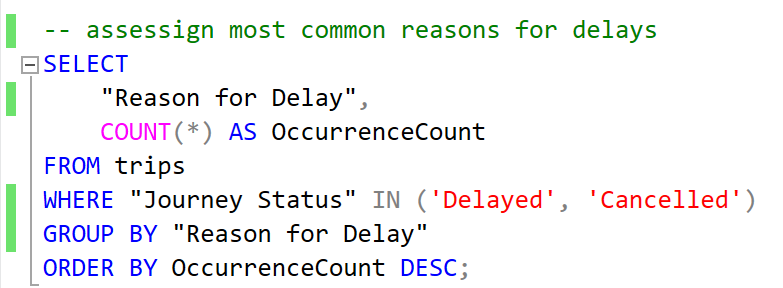 -- assessign most common reasons for delays
SELECT
"Reason for Delay",
COUNT(*) AS OccurrenceCount
FROM trips
WHERE "Journey Status" IN ('Delayed', 'Cancelled')
GROUP BY "Reason for Delay"
ORDER BY OccurrenceCount DESC;